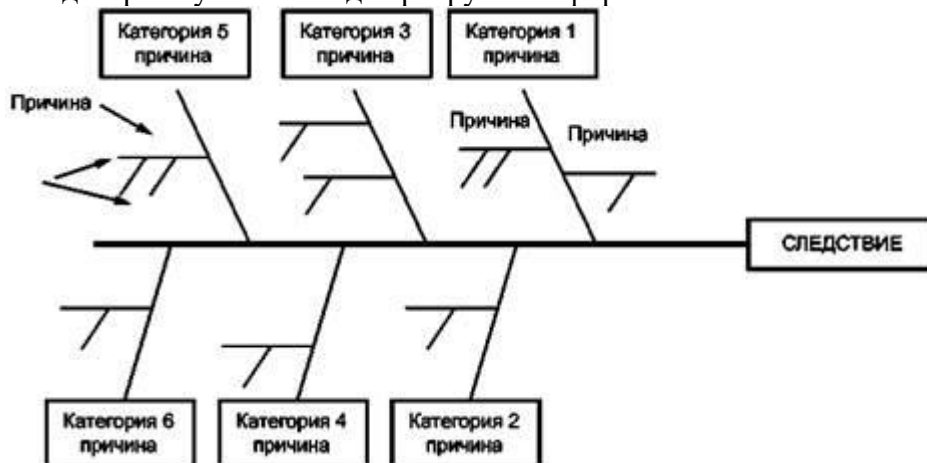 Категория 5
причина
Категория 3
причина
Категория 1
причина
Причина
Причина
Причина
СЛЕДСТВИЕ
Категория 6
причина
Категория 4
причина
Категория 2
причина